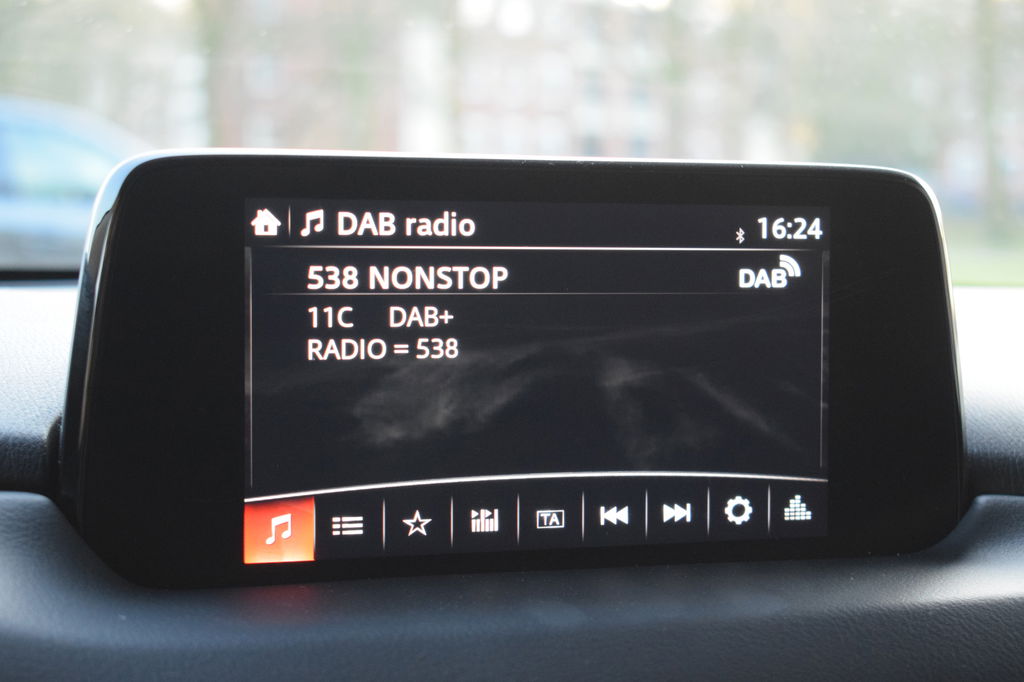 DAB radio 16:24
538 NONSTOP DAB
11C DAB+
RADIO = 538
TA